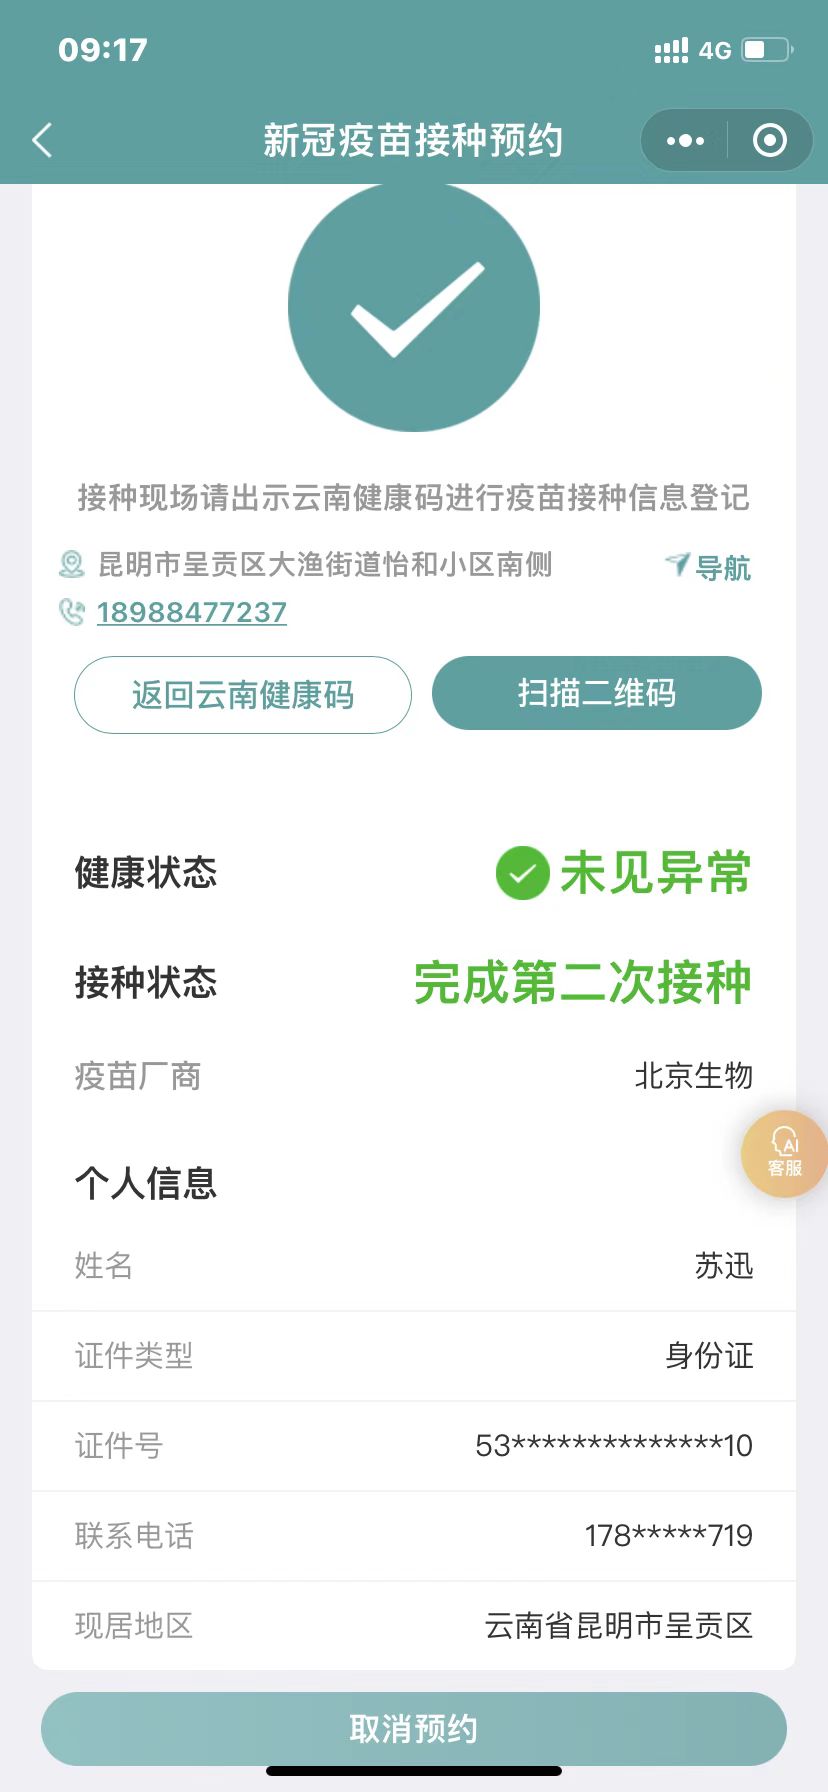 09:17
4G
新冠疫苗接种预约
接种现场请出示云南健康码进行疫苗接种信息登记
昆明市呈贡区大渔街道怡和小区南侧
导航
18988477237
返回云南健康码
扫描二维码
健康状态
未见异常
接种状态
完成第二次接种
疫苗厂商
北京生物
AI
客服
个人信息
姓名
苏迅
证件类型
身份证
证件号
53**************10
联系电话
178*****719
现居地区
云南省昆明市呈贡区
取消预约